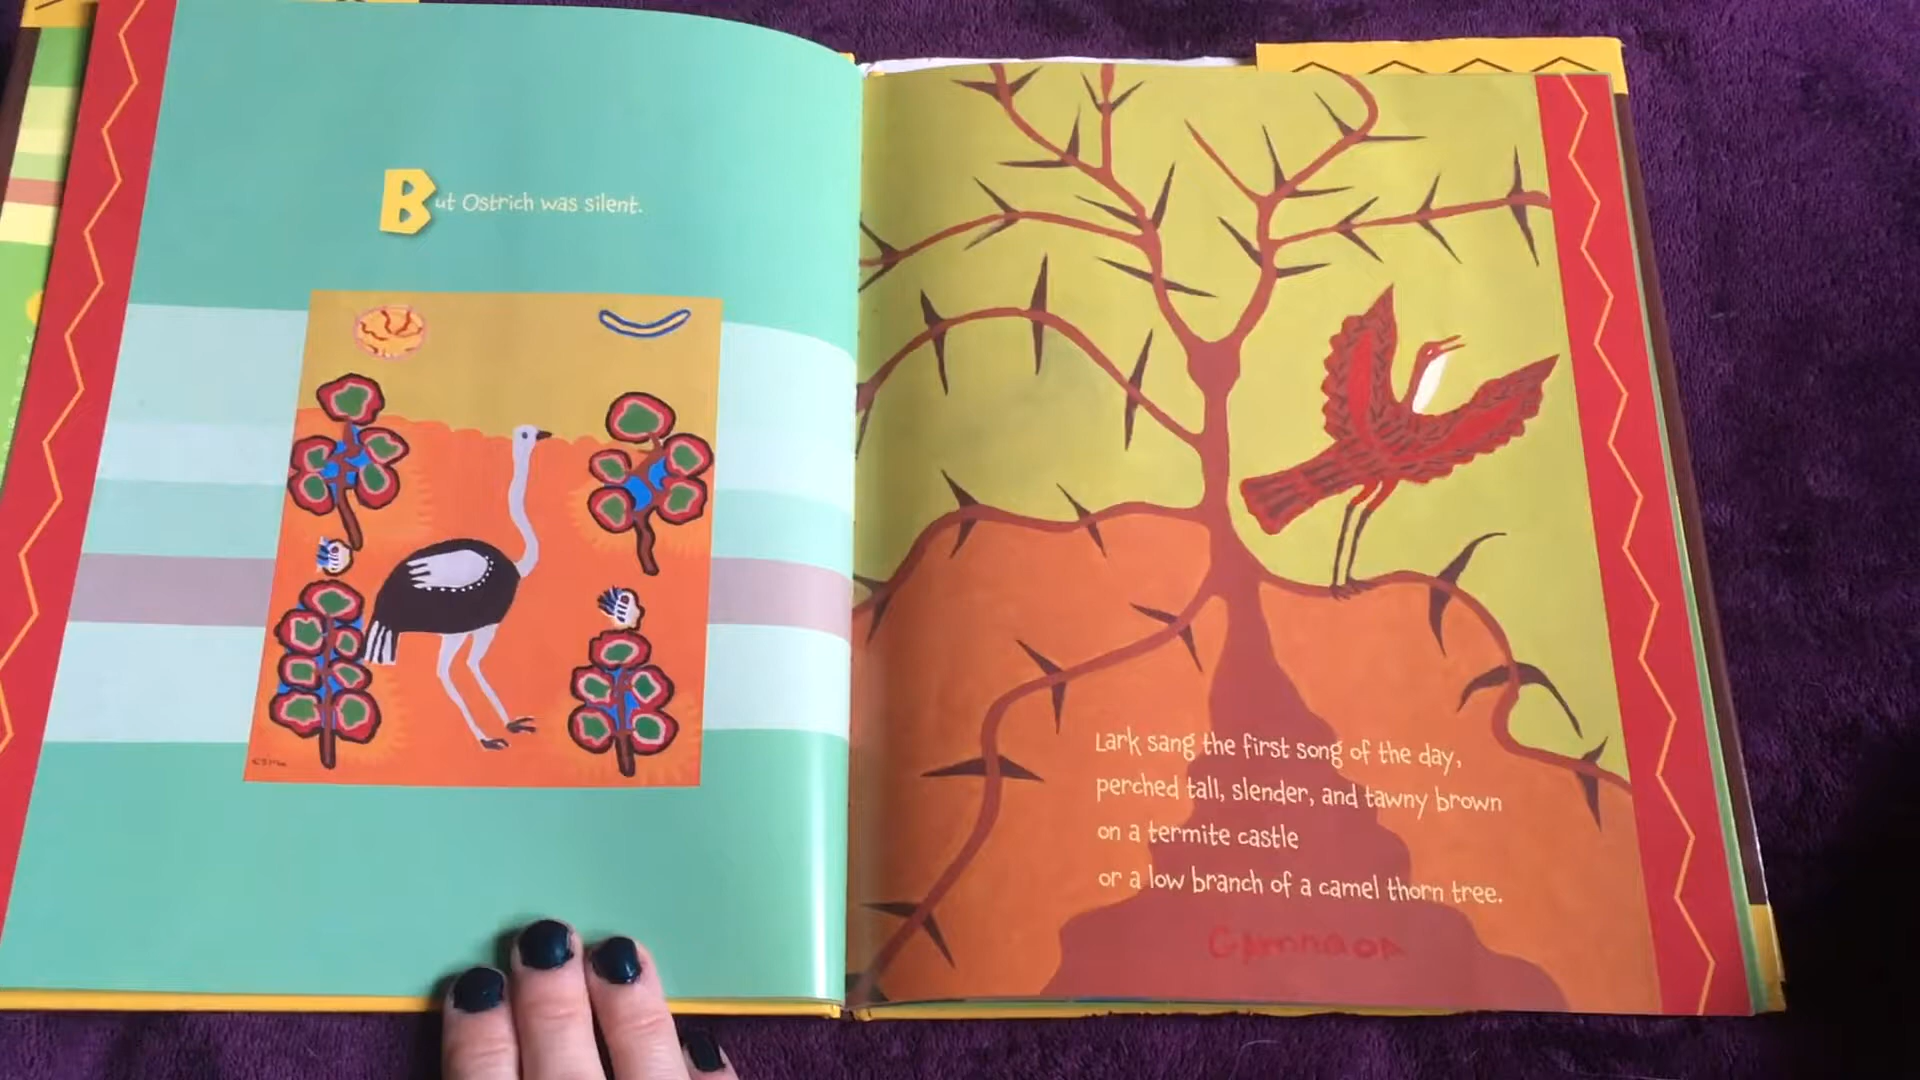 But Ostrich was silent.
Lark sang the first song of the day,
perched tall, slender, and tawny brown
on a termite castle
or a low branch of a camel thorn tree.